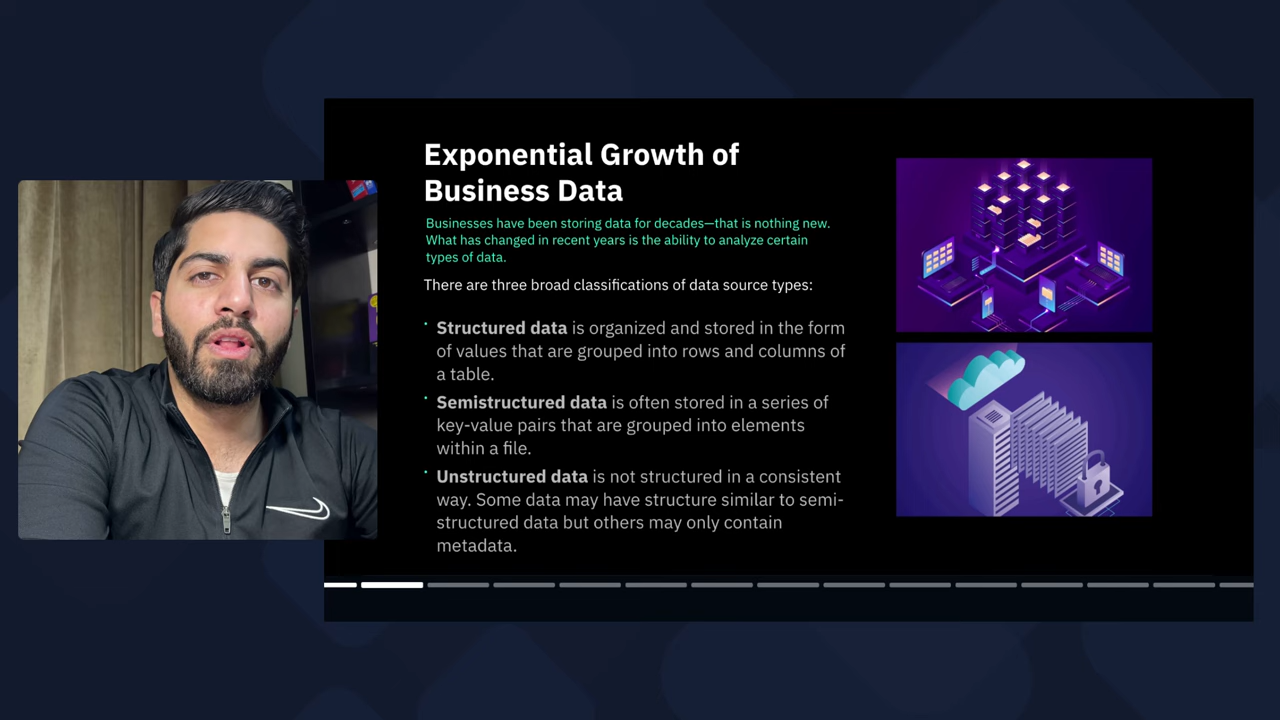 Exponential Growth of
Business Data
Businesses have been storing data for decades—that is nothing new.
What has changed in recent years is the ability to analyze certain
types of data.
There are three broad classifications of data source types:
• Structured data is organized and stored in the form
of values that are grouped into rows and columns of
a table.
• Semistructured data is often stored in a series of
key-value pairs that are grouped into elements
within a file.
• Unstructured data is not structured in a consistent
way. Some data may have structure similar to semi-
structured data but others may only contain
metadata.